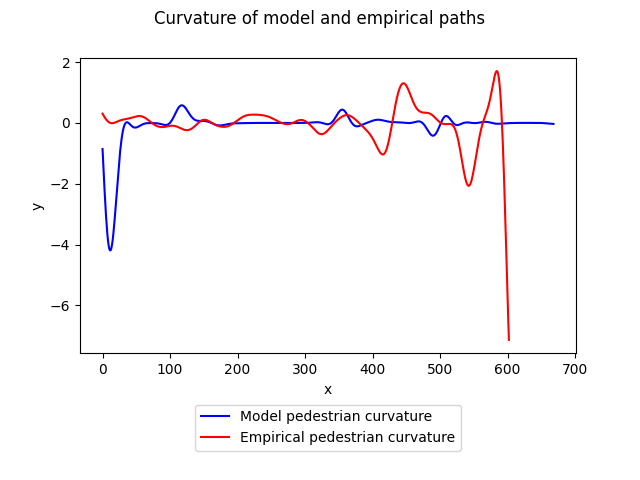 Curvature of model and empirical paths
2
0
−2
−4
−6
y
0 100 200 300 400 500 600 700
x
Model pedestrian curvature
Empirical pedestrian curvature